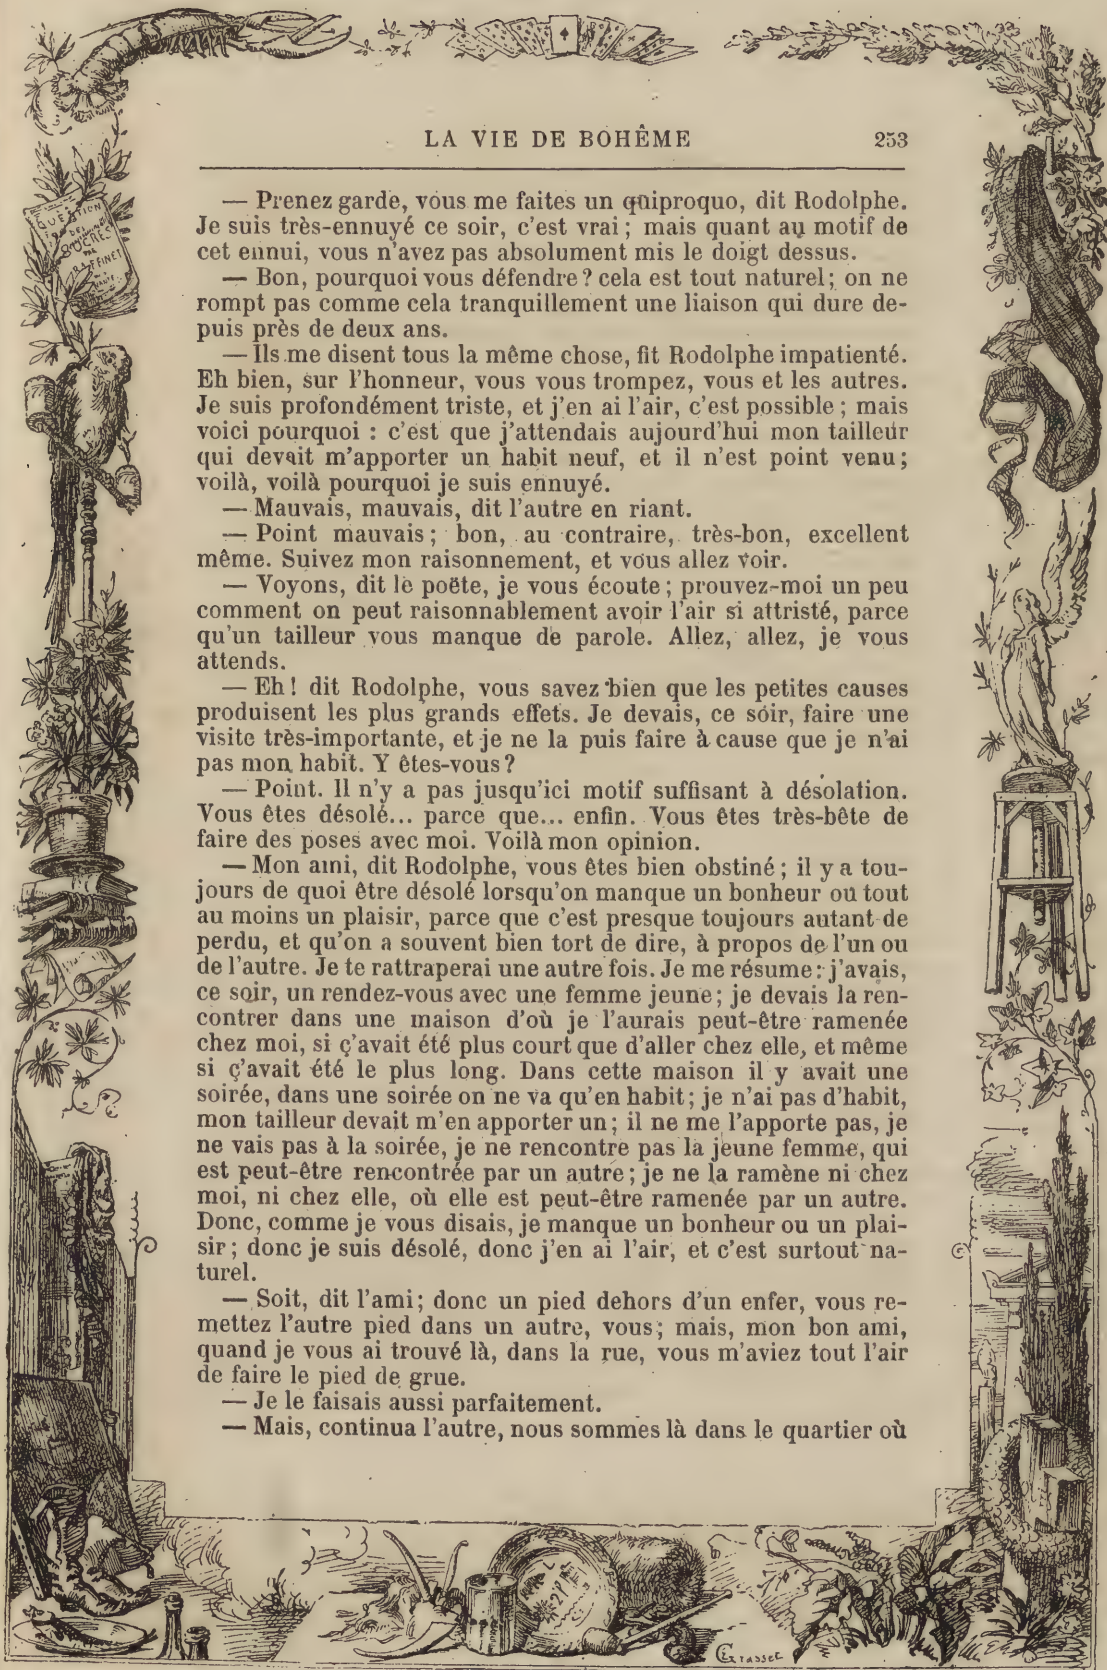 LA VIE DE BOHÊME 253
— Prenez garde, vous me faites un quiproquo, dit Rodolphe.
Je suis très-ennuyé ce soir, c'est vrai ; mais quant au motif de
cet ennui, vous n'avez pas absolument mis le doigt dessus.
— Bon, pourquoi vous défendre ? cela est tout naturel ; on ne
rompt pas comme cela tranquillement une liaison qui dure de-
puis près de deux ans.
— Ils me disent tous la même chose, fit Rodolphe impatienté.
Eh bien, sur l'honneur, vous vous trompez, vous et les autres.
Je suis profondément triste, et j'en ai l'air, c'est possible ; mais
voici pourquoi : c'est que j'attendais aujourd'hui mon tailleur
qui devait m'apporter un habit neuf, et il n'est point venu ;
voilà, voilà pourquoi je suis ennuyé.
— Mauvais, mauvais, dit l'autre en riant.
— Point mauvais ; bon, au contraire, très-bon, excellent
même. Suivez mon raisonnement, et vous allez voir.
— Voyons, dit le poëte, je vous écoute ; prouvez-moi un peu
comment on peut raisonnablement avoir l'air si attristé, parce
qu'un tailleur vous manque de parole. Allez, allez, je vous
attends.
— Eh ! dit Rodolphe, vous savez bien que les petites causes
produisent les plus grands effets. Je devais, ce soir, faire une
visite très-importante, et je ne la puis faire à cause que je n'ai
pas mon habit. Y êtes-vous ?
— Point. Il n'y a pas jusqu'ici motif suffisant à désolation.
Vous êtes désolé... parce que... enfin. Vous êtes très-bête de
faire des poses avec moi. Voilà mon opinion.
— Mon ami, dit Rodolphe, vous êtes bien obstiné ; il y a tou-
jours de quoi être désolé lorsqu'on manque un bonheur ou tout
au moins un plaisir, parce que c'est presque toujours autant de
perdu, et qu'on a souvent bien tort de dire, à propos de l'un ou
de l'autre. Je te rattraperai une autre fois. Je me résume : j'avais,
ce soir, un rendez-vous avec une femme jeune ; je devais la ren-
contrer dans une maison d'où je l'aurais peut-être ramenée
chez moi, si ç'avait été plus court que d'aller chez elle, et même
si ç'avait été le plus long. Dans cette maison il y avait une
soirée, dans une soirée on ne va qu'en habit ; je n'ai pas d'habit,
mon tailleur devait m'en apporter un ; il ne me l'apporte pas, je
ne vais pas à la soirée, je ne rencontre pas la jeune femme, qui
est peut-être rencontrée par un autre ; je ne la ramène ni chez
moi, ni chez elle, où elle est peut-être ramenée par un autre.
Donc, comme je vous disais, je manque un bonheur ou un plai-
sir ; donc je suis désolé, donc j'en ai l'air, et c'est surtout na-
turel.
— Soit, dit l'ami ; donc un pied dehors d'un enfer, vous re-
mettez l'autre pied dans un autre, vous ; mais, mon bon ami,
quand je vous ai trouvé là, dans la rue, vous m'aviez tout l'air
de faire le pied de grue.
— Je le faisais aussi parfaitement.
— Mais, continua l'autre, nous sommes là dans le quartier où
QUESTION
DES
SUCRES
PAR
RAFFINET
Grasset